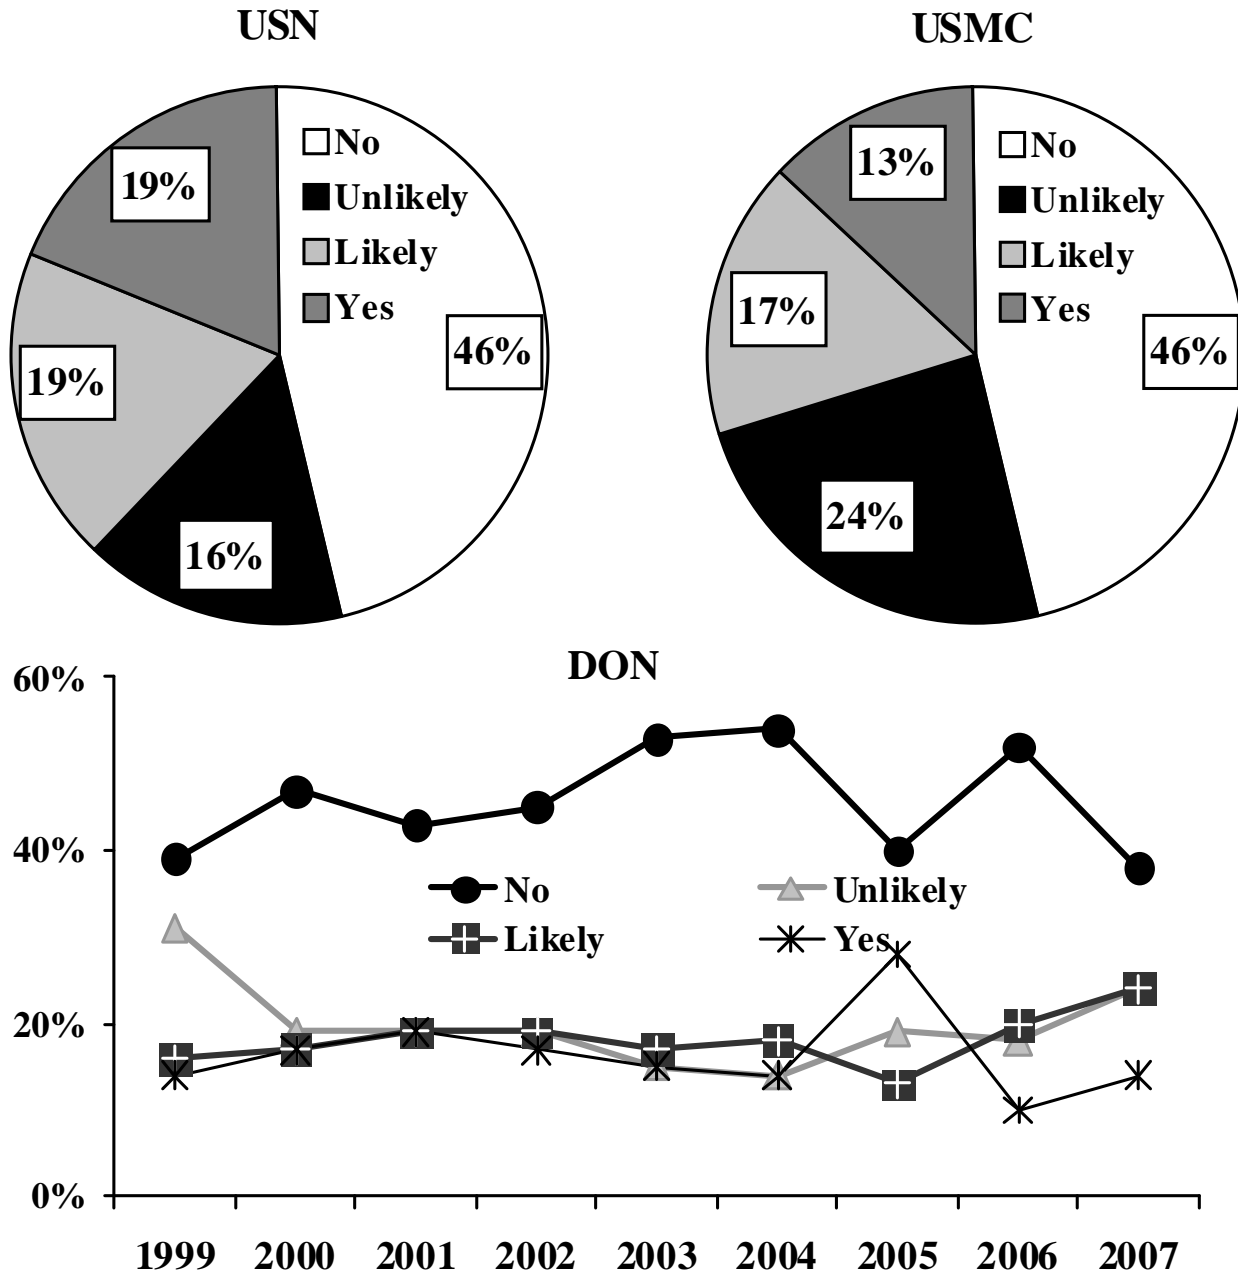 USN
USMC
No
Unlikely
Likely
Yes
19%
19%
16%
46%
No
Unlikely
Likely
Yes
13%
17%
24%
46%
DON
60%
40%
20%
0%
No
Unlikely
Likely
Yes
1999 2000 2001 2002 2003 2004 2005 2006 2007